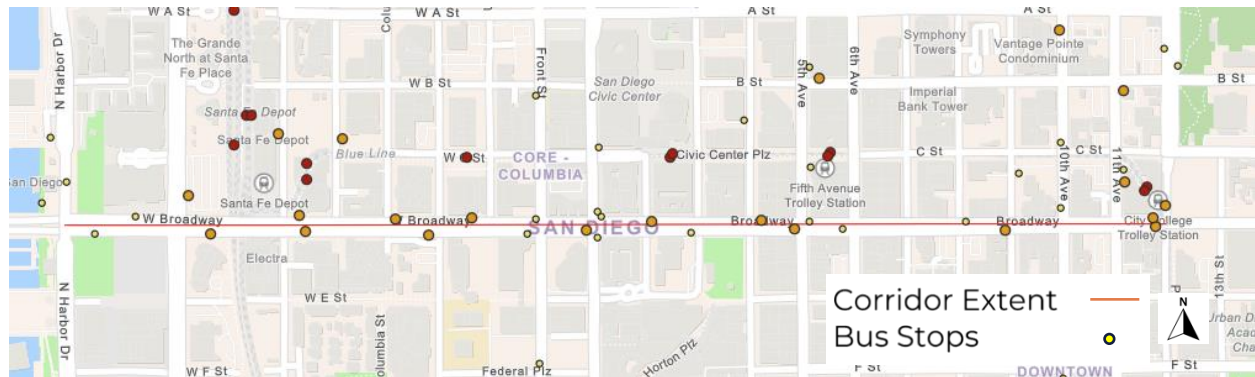 W A St
A St
A St
The Grande
North at Santa
Fe Place
N Harbor Dr
Front St
5th Ave
6th Ave
Symphony
Towers
Vantage Pointe
Condominium
W B St
B St
B St
San Diego
Civic Center
Imperial
Bank Tower
Santa Fe Depot
Santa Fe Depot
Blue Line
W C St
CORE -
COLUMBIA
Civic Center Plz
C St
C St
10th Ave
11th Ave
San Diego
Santa Fe Depot
Fifth Avenue
Trolley Station
W Broadway
Broadway
SAN DIEGO
Broadway
Broadway
City College
Trolley Station
Electra
N Harbor Dr
W E St
13th St
Corridor Extent
Bus Stops
N
Horton Plz
W F St
Federal Plz
F St
F St
DOWNTOWN